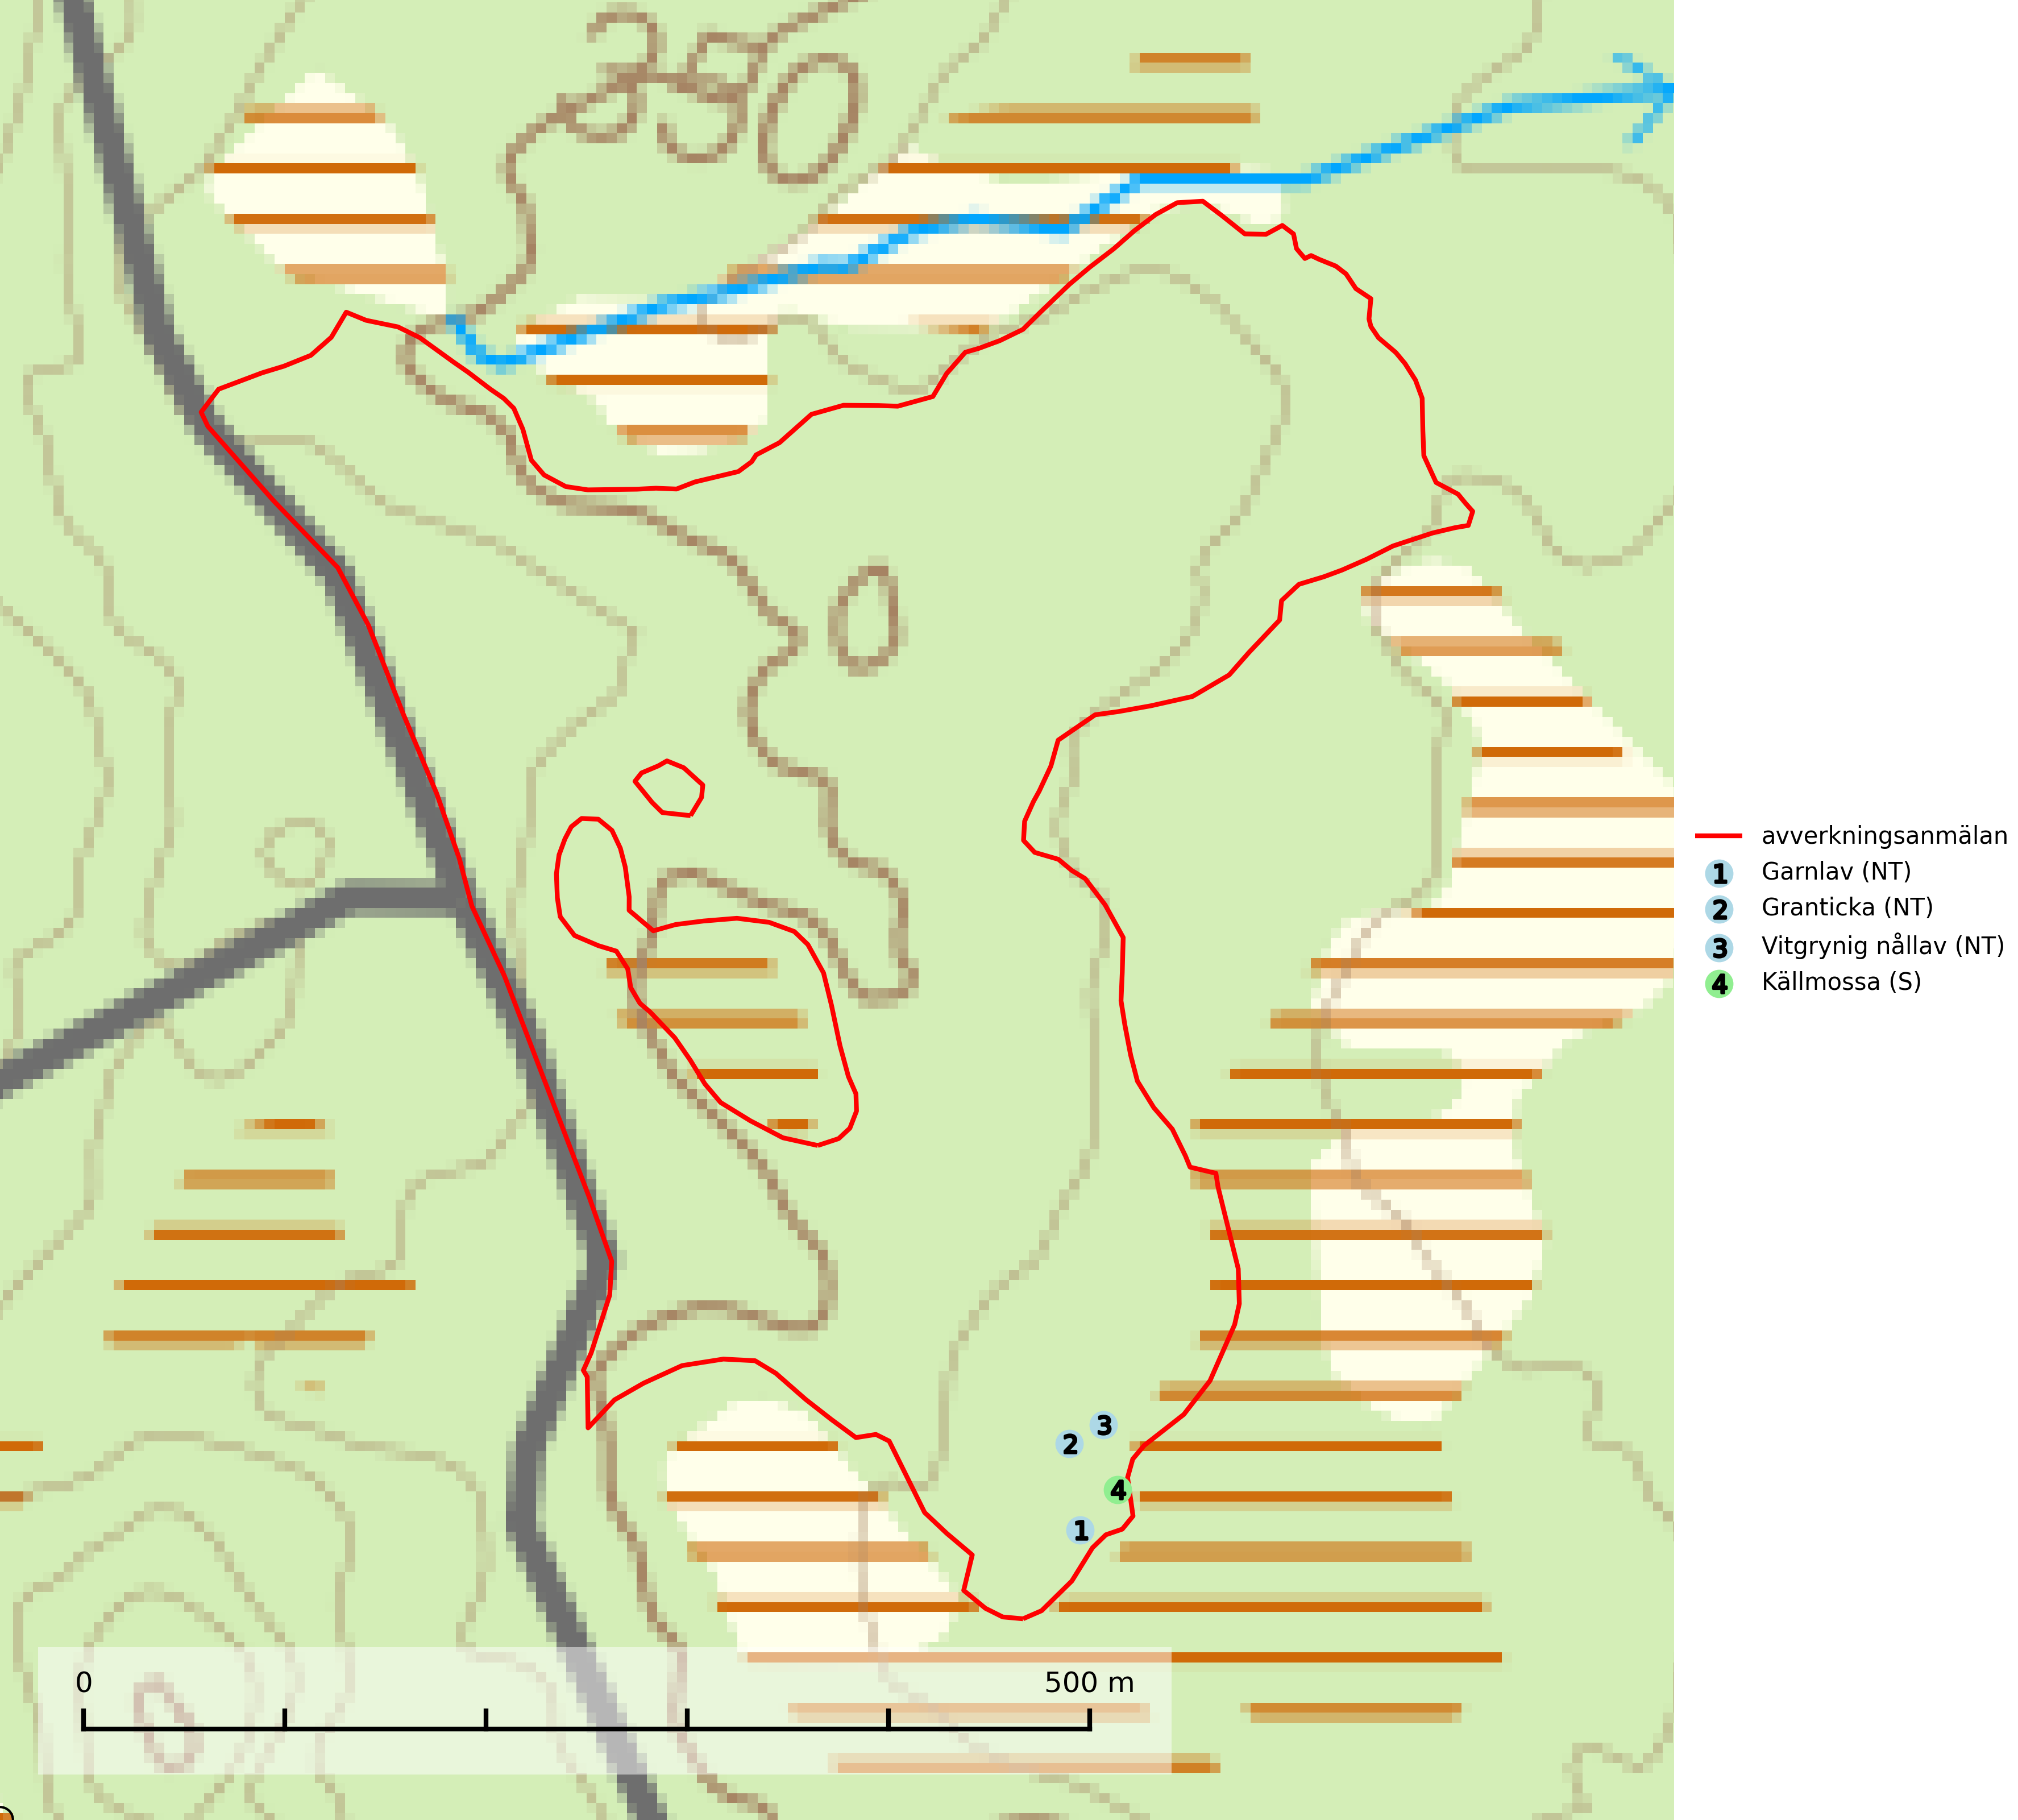 350
avverkningsanmälan
1 Garnlav (NT)
2 Granticka (NT)
3 Vitgrynig nållav (NT)
4 Källmossa (S)
3
2
4
1
0 500 m